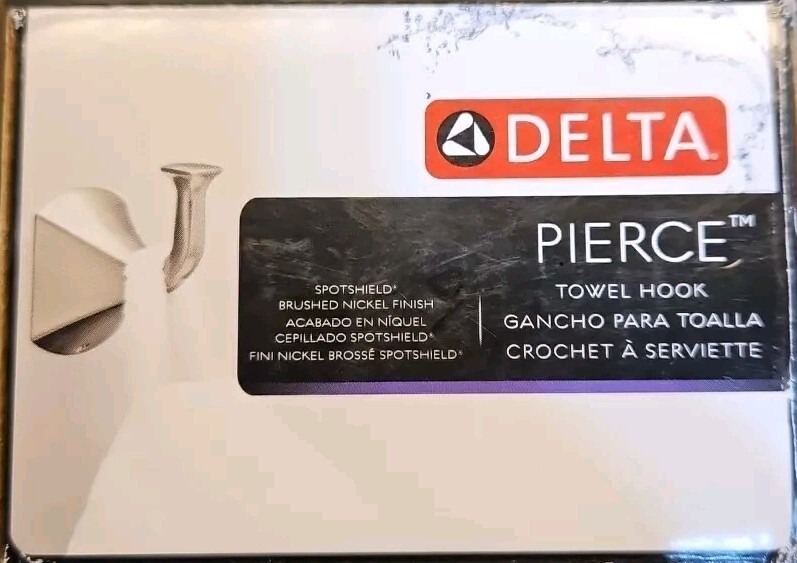 DELTA
PIERCE™
TOWEL HOOK
GANCHO PARA TOALLA
CROCHET À SERVIETTE
SPOTSHIELD®
BRUSHED NICKEL FINISH
ACABADO EN NÍQUEL
CEPILLADO SPOTSHIELD®
FINI NICKEL BROSSÉ SPOTSHIELD®